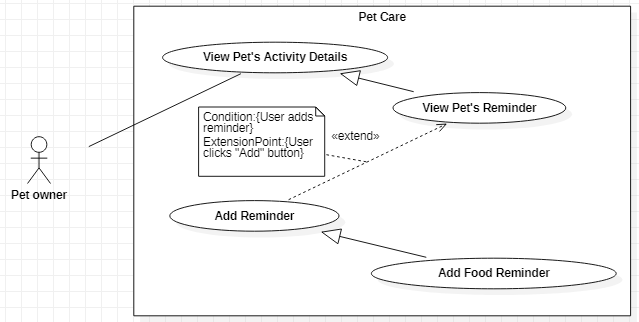 Pet Care
View Pet's Activity Details
View Pet's Reminder
Condition:{User adds
reminder}
ExtensionPoint:{User
clicks "Add" button}
«extend»
Pet owner
Add Reminder
Add Food Reminder